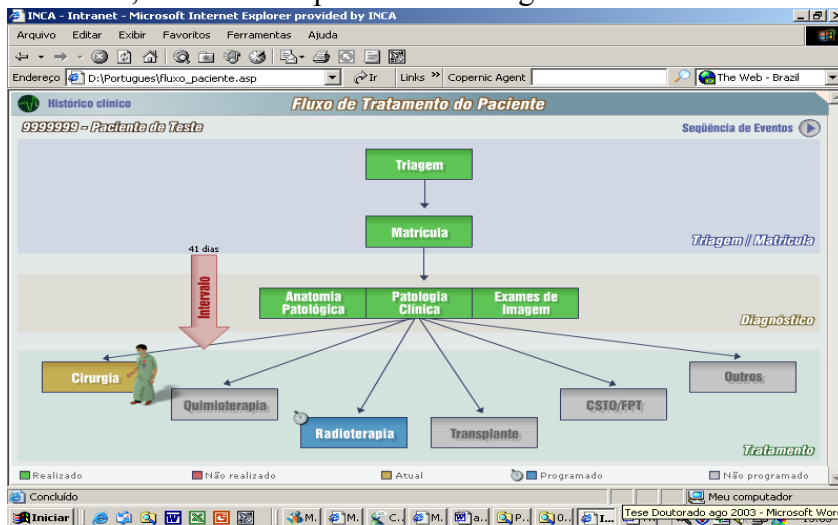 INCA - Intranet - Microsoft Internet Explorer provided by INCA
Arquivo Editar Exibir Favoritos Ferramentas Ajuda
Endereço D:\Portugues\fluxo_paciente.asp Ir Links » Copernic Agent The Web - Brazil
Histórico clínico Fluxo de Tratamento do Paciente
9999999 - Paciente de Teste Seqüência de Eventos
Triagem
Matrícula
Triagem // Matrícula
41 dias
Intervalo
Anatomia Patológica Patologia Clínica Exames de Imagem
Diagnóstico
Cirurgia
Outros
Quimioterapia
CSTO/FPT
Radioterapia
Transplante
Tratamento
Realizado Não realizado Atual Programado Não programado
Concluído Meu computador
Iniciar M.. M.. C.. M.. a.. P.. O.. I... Tese Doutorado ago 2003 - Microsoft Wor